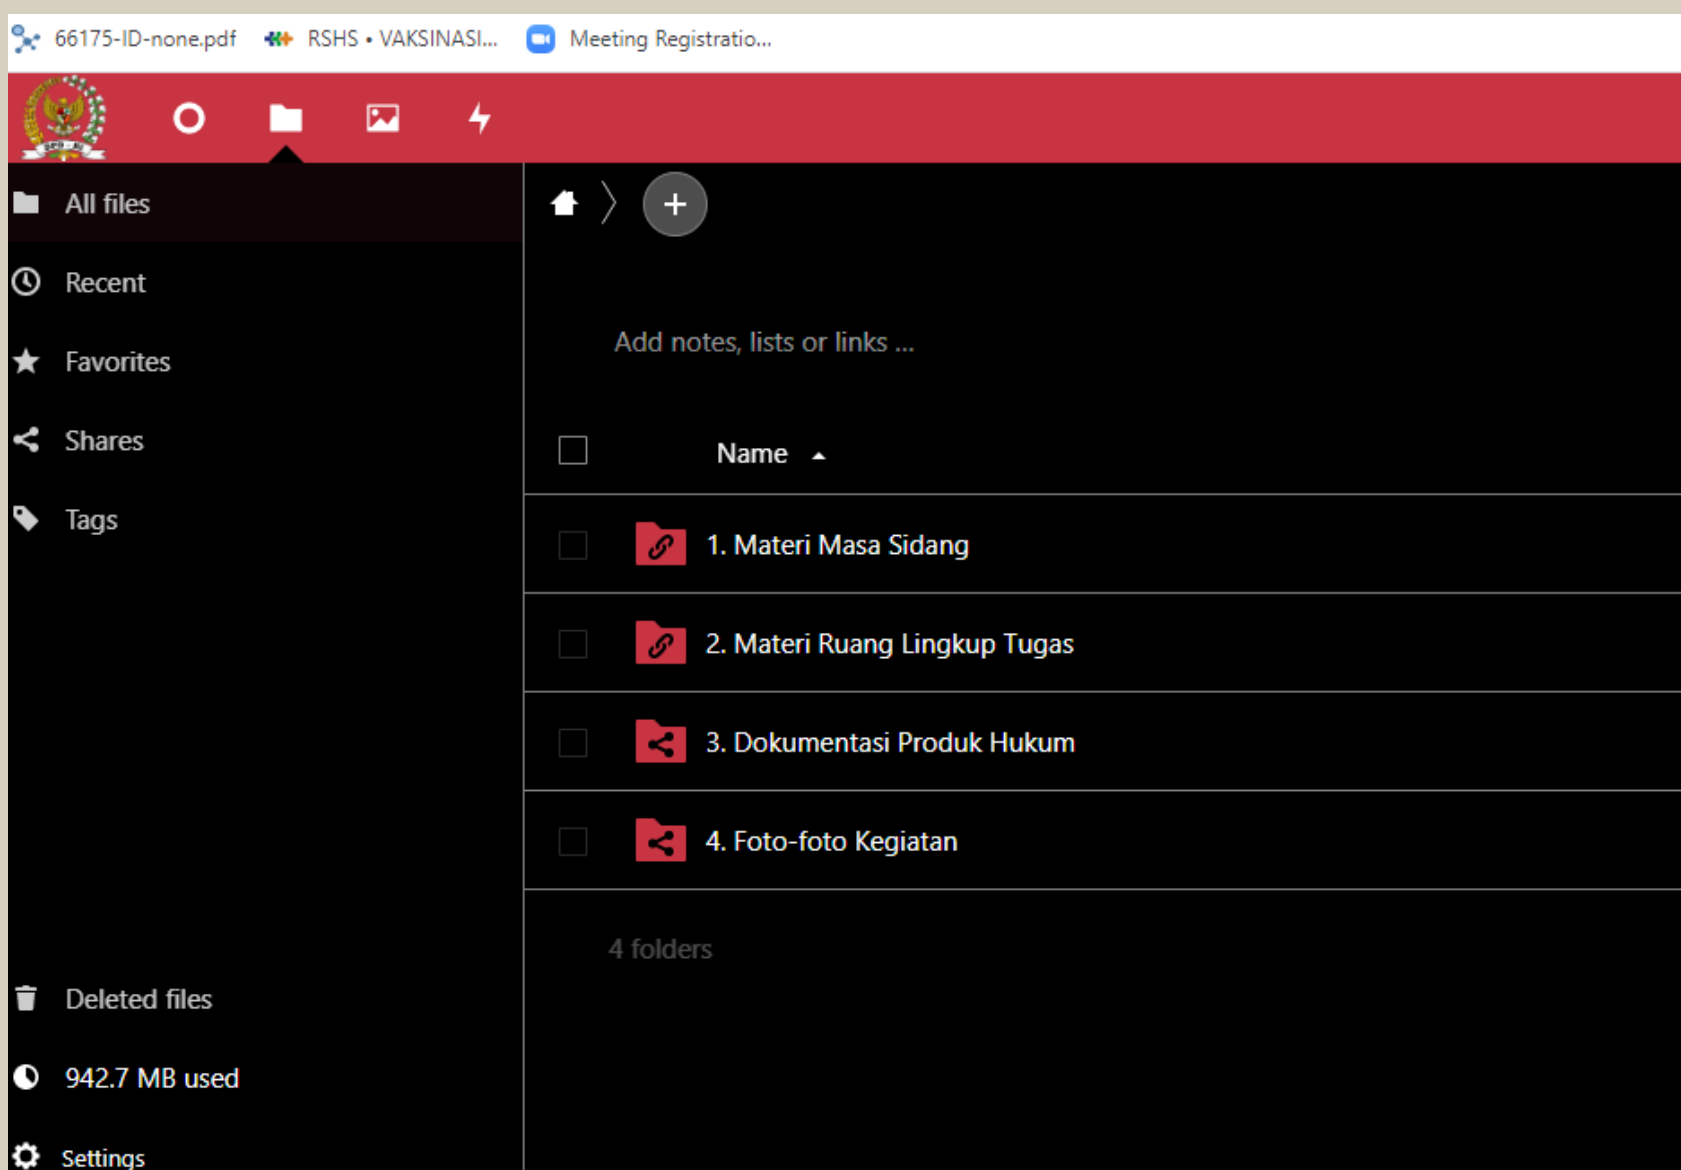 66175-ID-none.pdf RSHS • VAKSINASI... Meeting Registratio...
DPD - RI
All files
Recent
Favorites
Shares
Tags
Add notes, lists or links ...
Name
1. Materi Masa Sidang
2. Materi Ruang Lingkup Tugas
3. Dokumentasi Produk Hukum
4. Foto-foto Kegiatan
4 folders
Deleted files
942.7 MB used
Settings